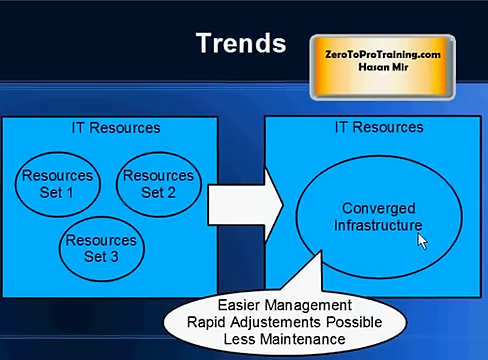 Trends
ZeroToProTraining.com
Hasan Mir
IT Resources
Resources
Set 1
Resources
Set 2
Resources
Set 3
IT Resources
Converged
Infrastructure
Easier Management
Rapid Adjustements Possible
Less Maintenance